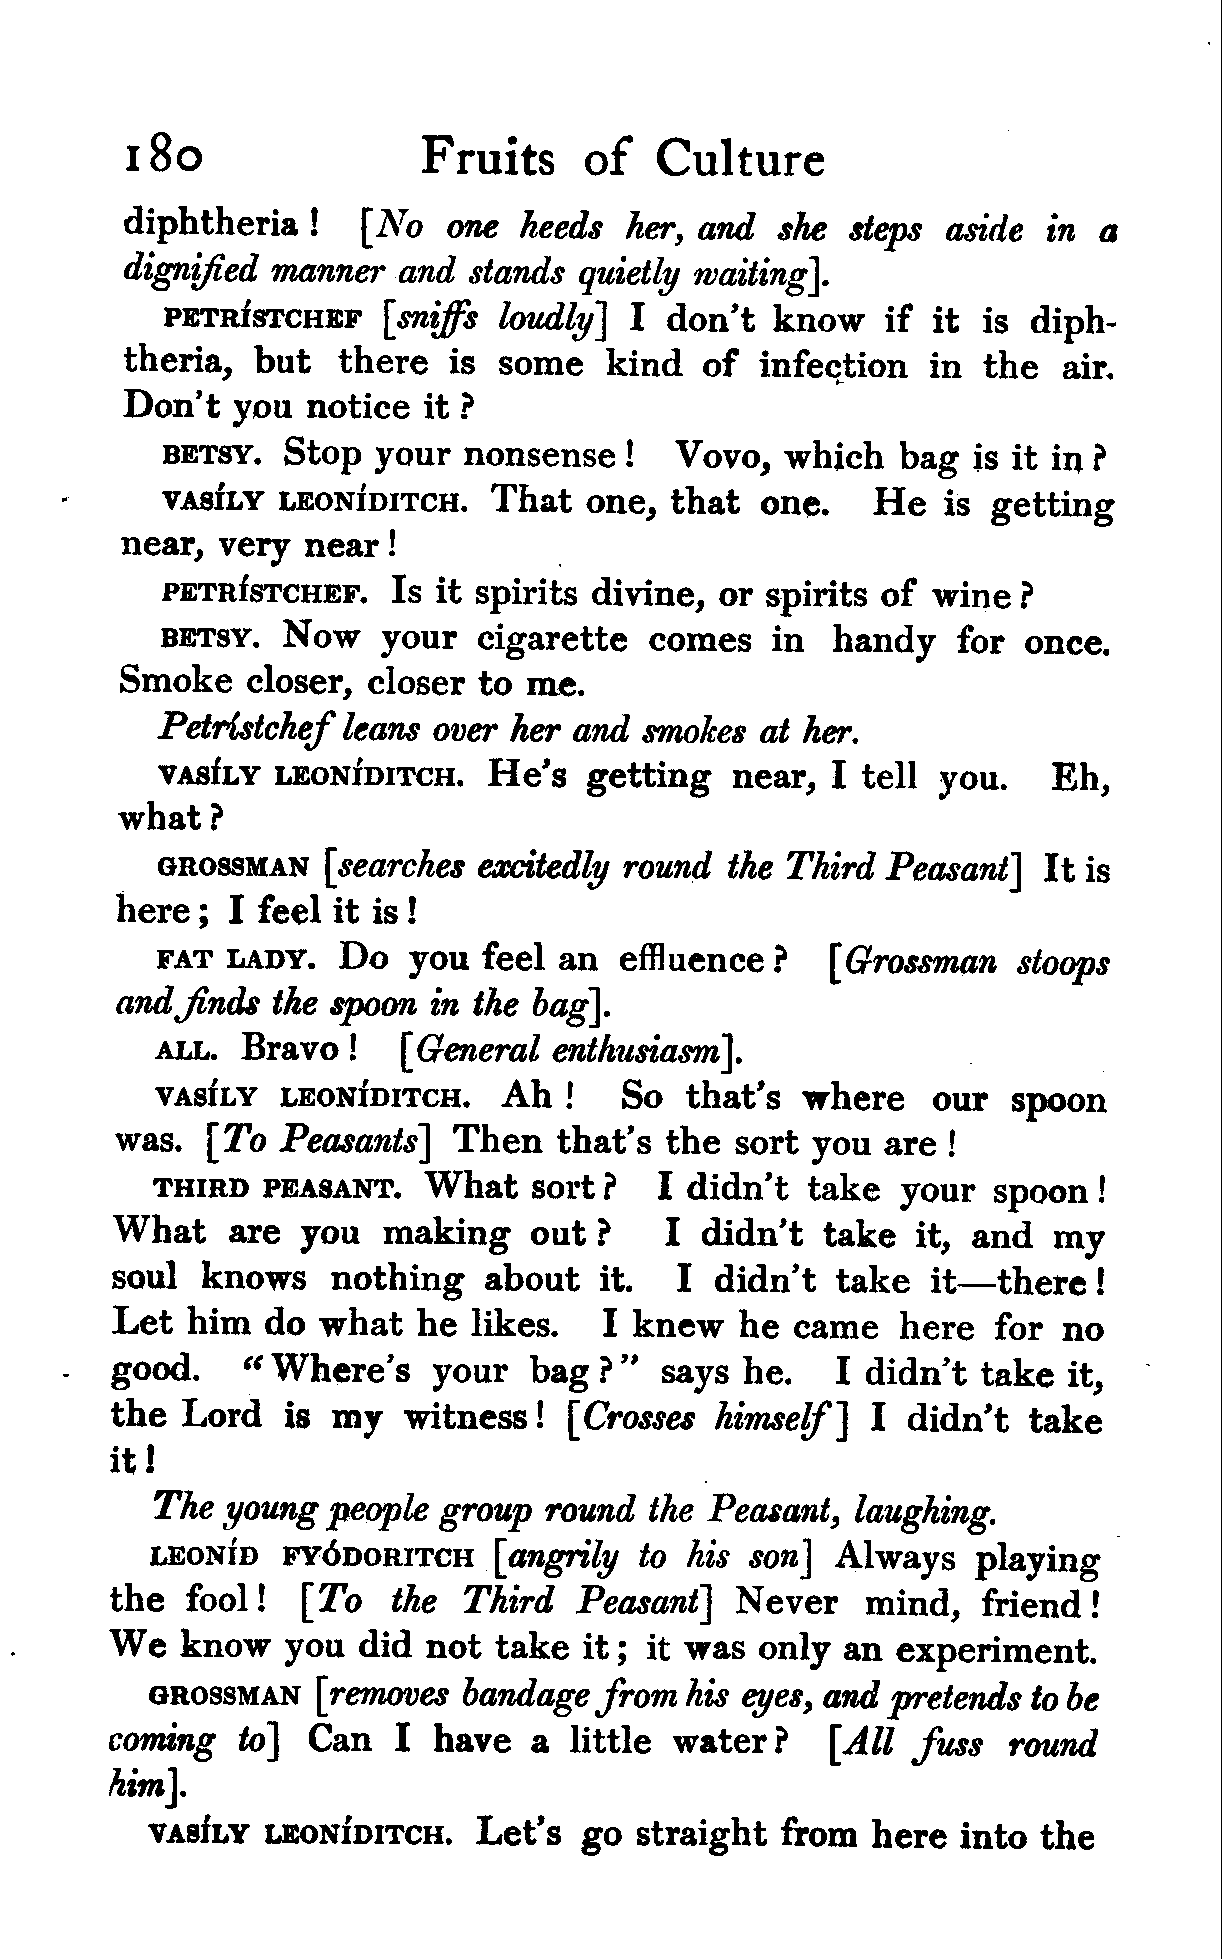 180 Fruits of Culture
diphtheria! [No one heeds her, and she steps aside in a
dignified manner and stands quietly waiting].
PETRÍSTCHEF [sniffs loudly] I don't know if it is diph-
theria, but there is some kind of infection in the air.
Don't you notice it?
BETSY. Stop your nonsense! Vovo, which bag is it in?
VASÍLY LEONÍDITCH. That one, that one. He is getting
near, very near!
PETRÍSTCHEF. Is it spirits divine, or spirits of wine?
BETSY. Now your cigarette comes in handy for once.
Smoke closer, closer to me.
Petrístchef leans over her and smokes at her.
VASÍLY LEONÍDITCH. He's getting near, I tell you. Eh,
what?
GROSSMAN [searches excitedly round the Third Peasant] It is
here; I feel it is!
FAT LADY. Do you feel an effluence? [Grossman stoops
and finds the spoon in the bag].
ALL. Bravo! [General enthusiasm].
VASÍLY LEONÍDITCH. Ah! So that's where our spoon
was. [To Peasants] Then that's the sort you are!
THIRD PEASANT. What sort? I didn't take your spoon!
What are you making out? I didn't take it, and my
soul knows nothing about it. I didn't take it—there!
Let him do what he likes. I knew he came here for no
good. "Where's your bag?" says he. I didn't take it,
the Lord is my witness! [Crosses himself] I didn't take
it!
The young people group round the Peasant, laughing.
LEONÍD FYÓDORITCH [angrily to his son] Always playing
the fool! [To the Third Peasant] Never mind, friend!
We know you did not take it; it was only an experiment.
GROSSMAN [removes bandage from his eyes, and pretends to be
coming to] Can I have a little water? [All fuss round
him].
VASÍLY LEONÍDITCH. Let's go straight from here into the